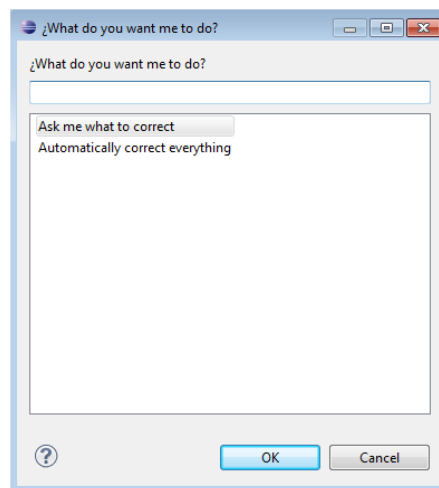 ¿What do you want me to do?
¿What do you want me to do?
Ask me what to correct
Automatically correct everything
OK Cancel